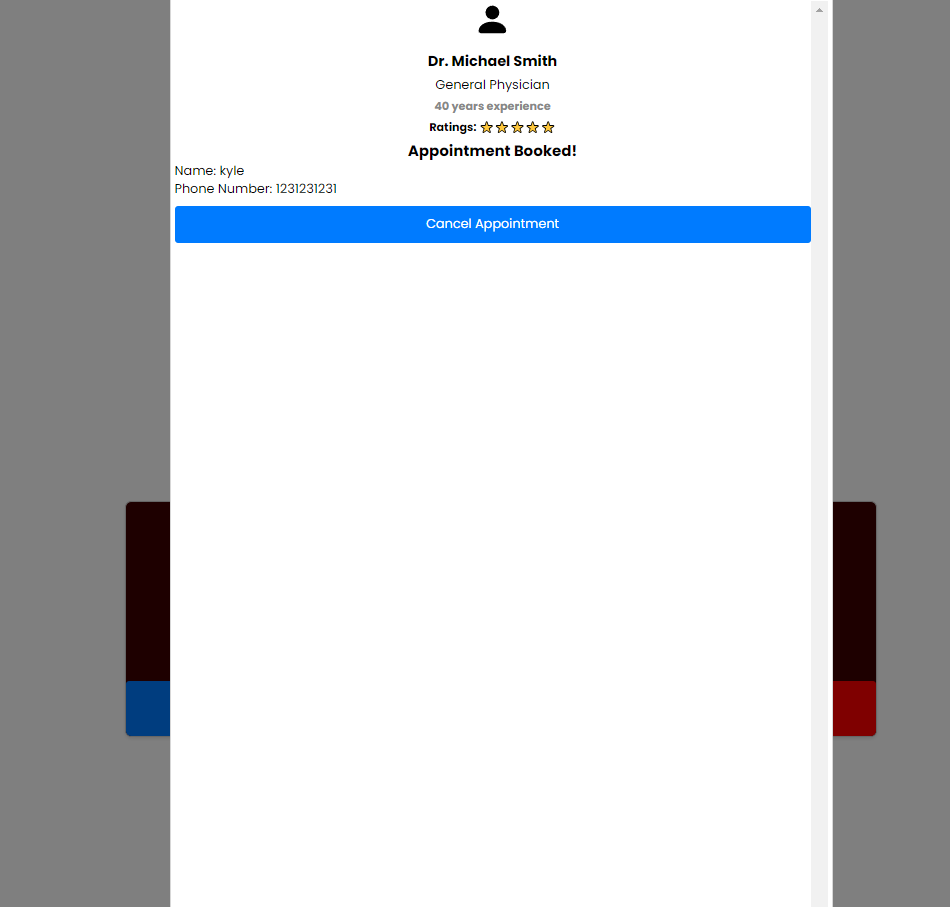 Dr. Michael Smith
General Physician
40 years experience
Ratings:
Appointment Booked!
Name: kyle
Phone Number: 1231231231
Cancel Appointment